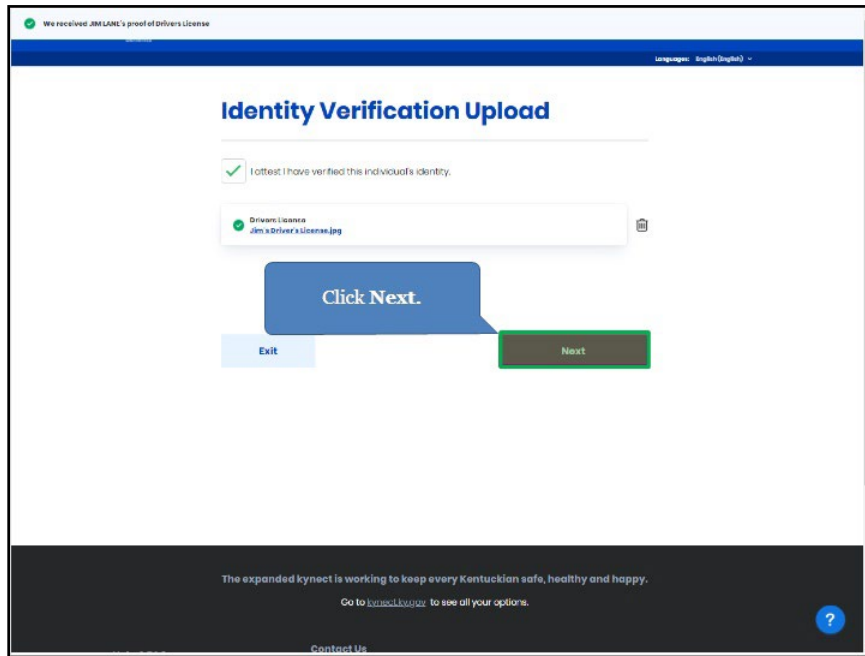 We received JIM LANE's proof of Drivers License
Languages: English (English)
Identity Verification Upload
I attest I have verified this individual's identity.
Drivers License
Jim's Driver's License.jpg
Click Next.
Exit
Next
The expanded kynect is working to keep every Kentuckian safe, healthy and happy.
Go to kynect.ky.gov to see all your options.
?
Contact Us